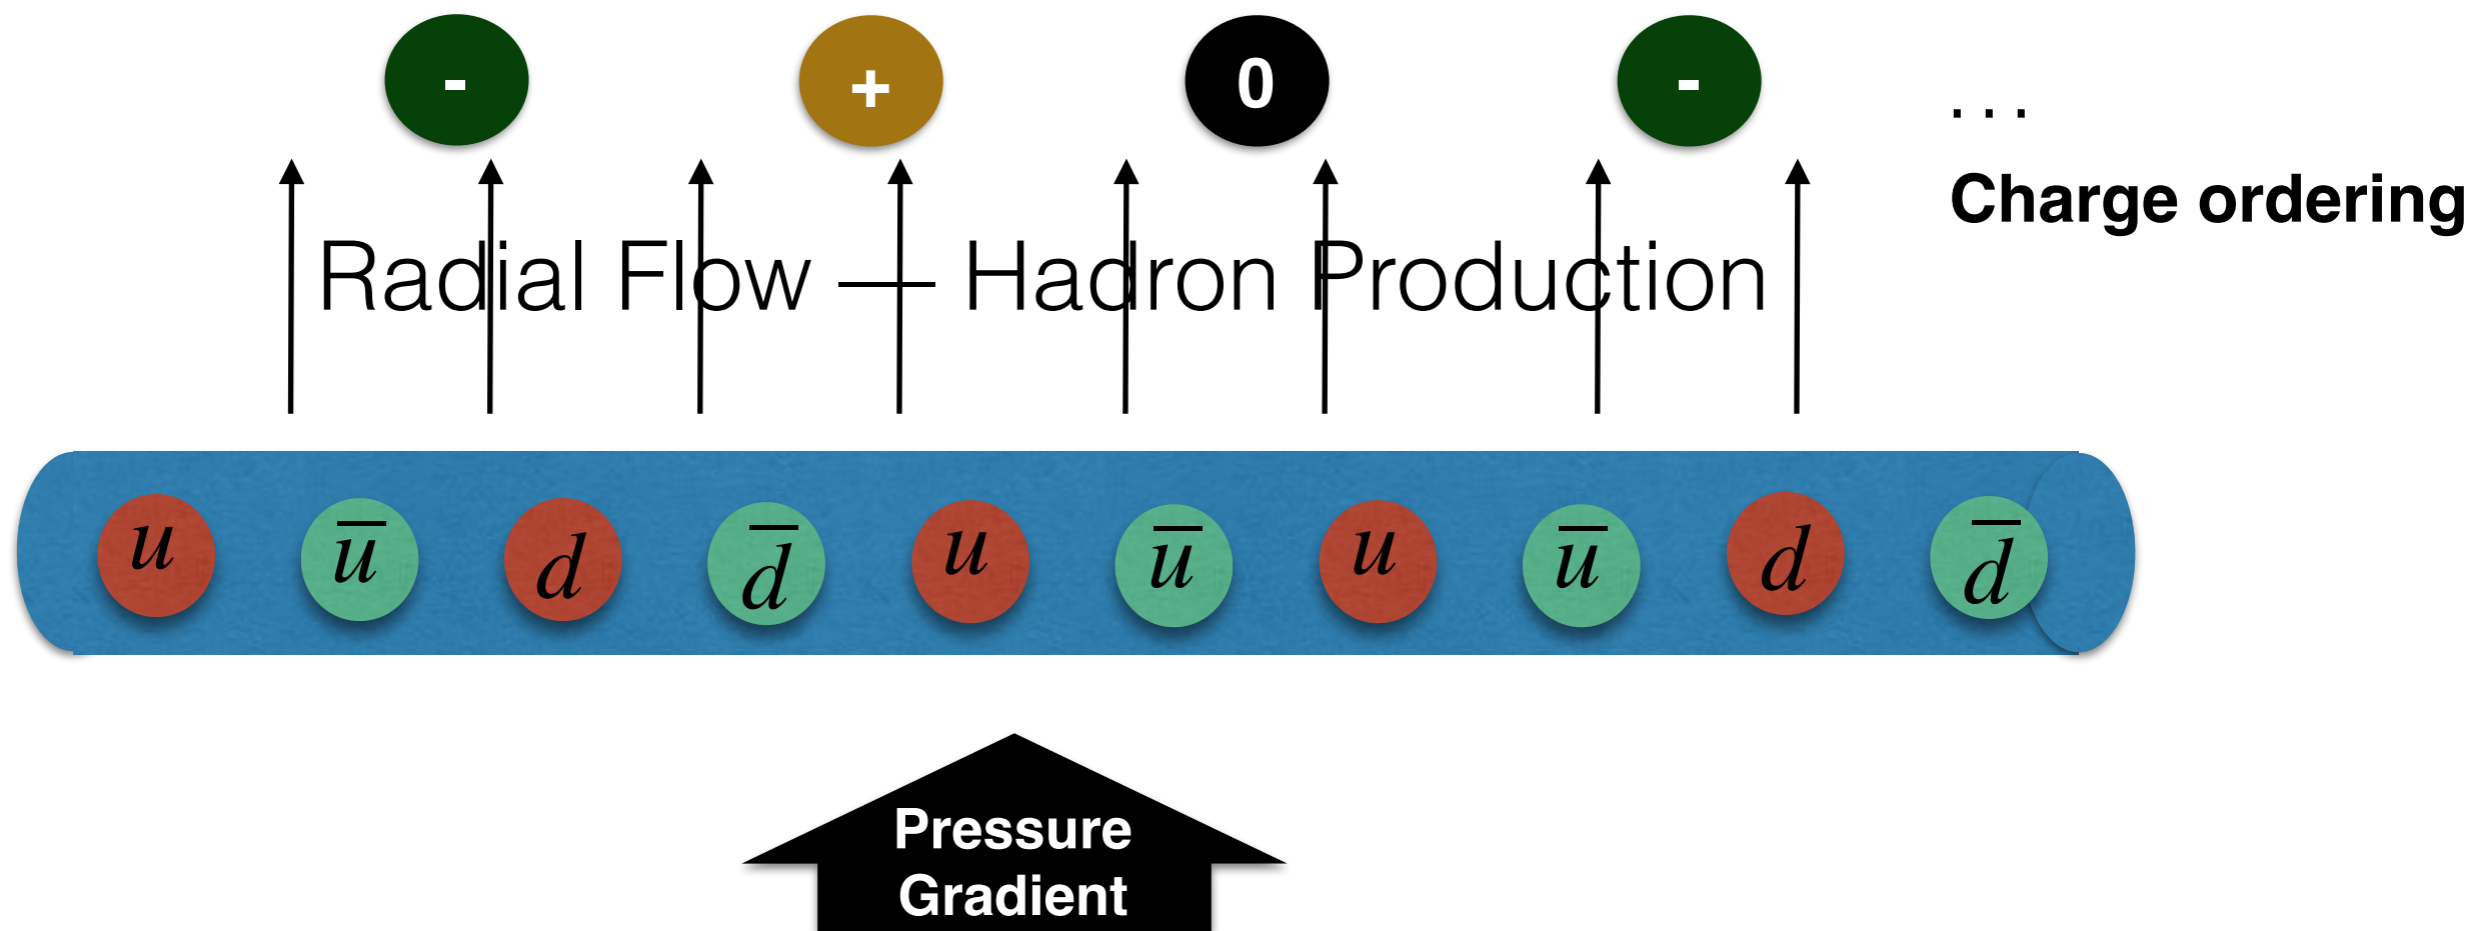 - + 0 - . . .
Charge ordering
Radial Flow — Hadron Production
u u̅ d d̅ u u̅ u u̅ d d̅
Pressure
Gradient